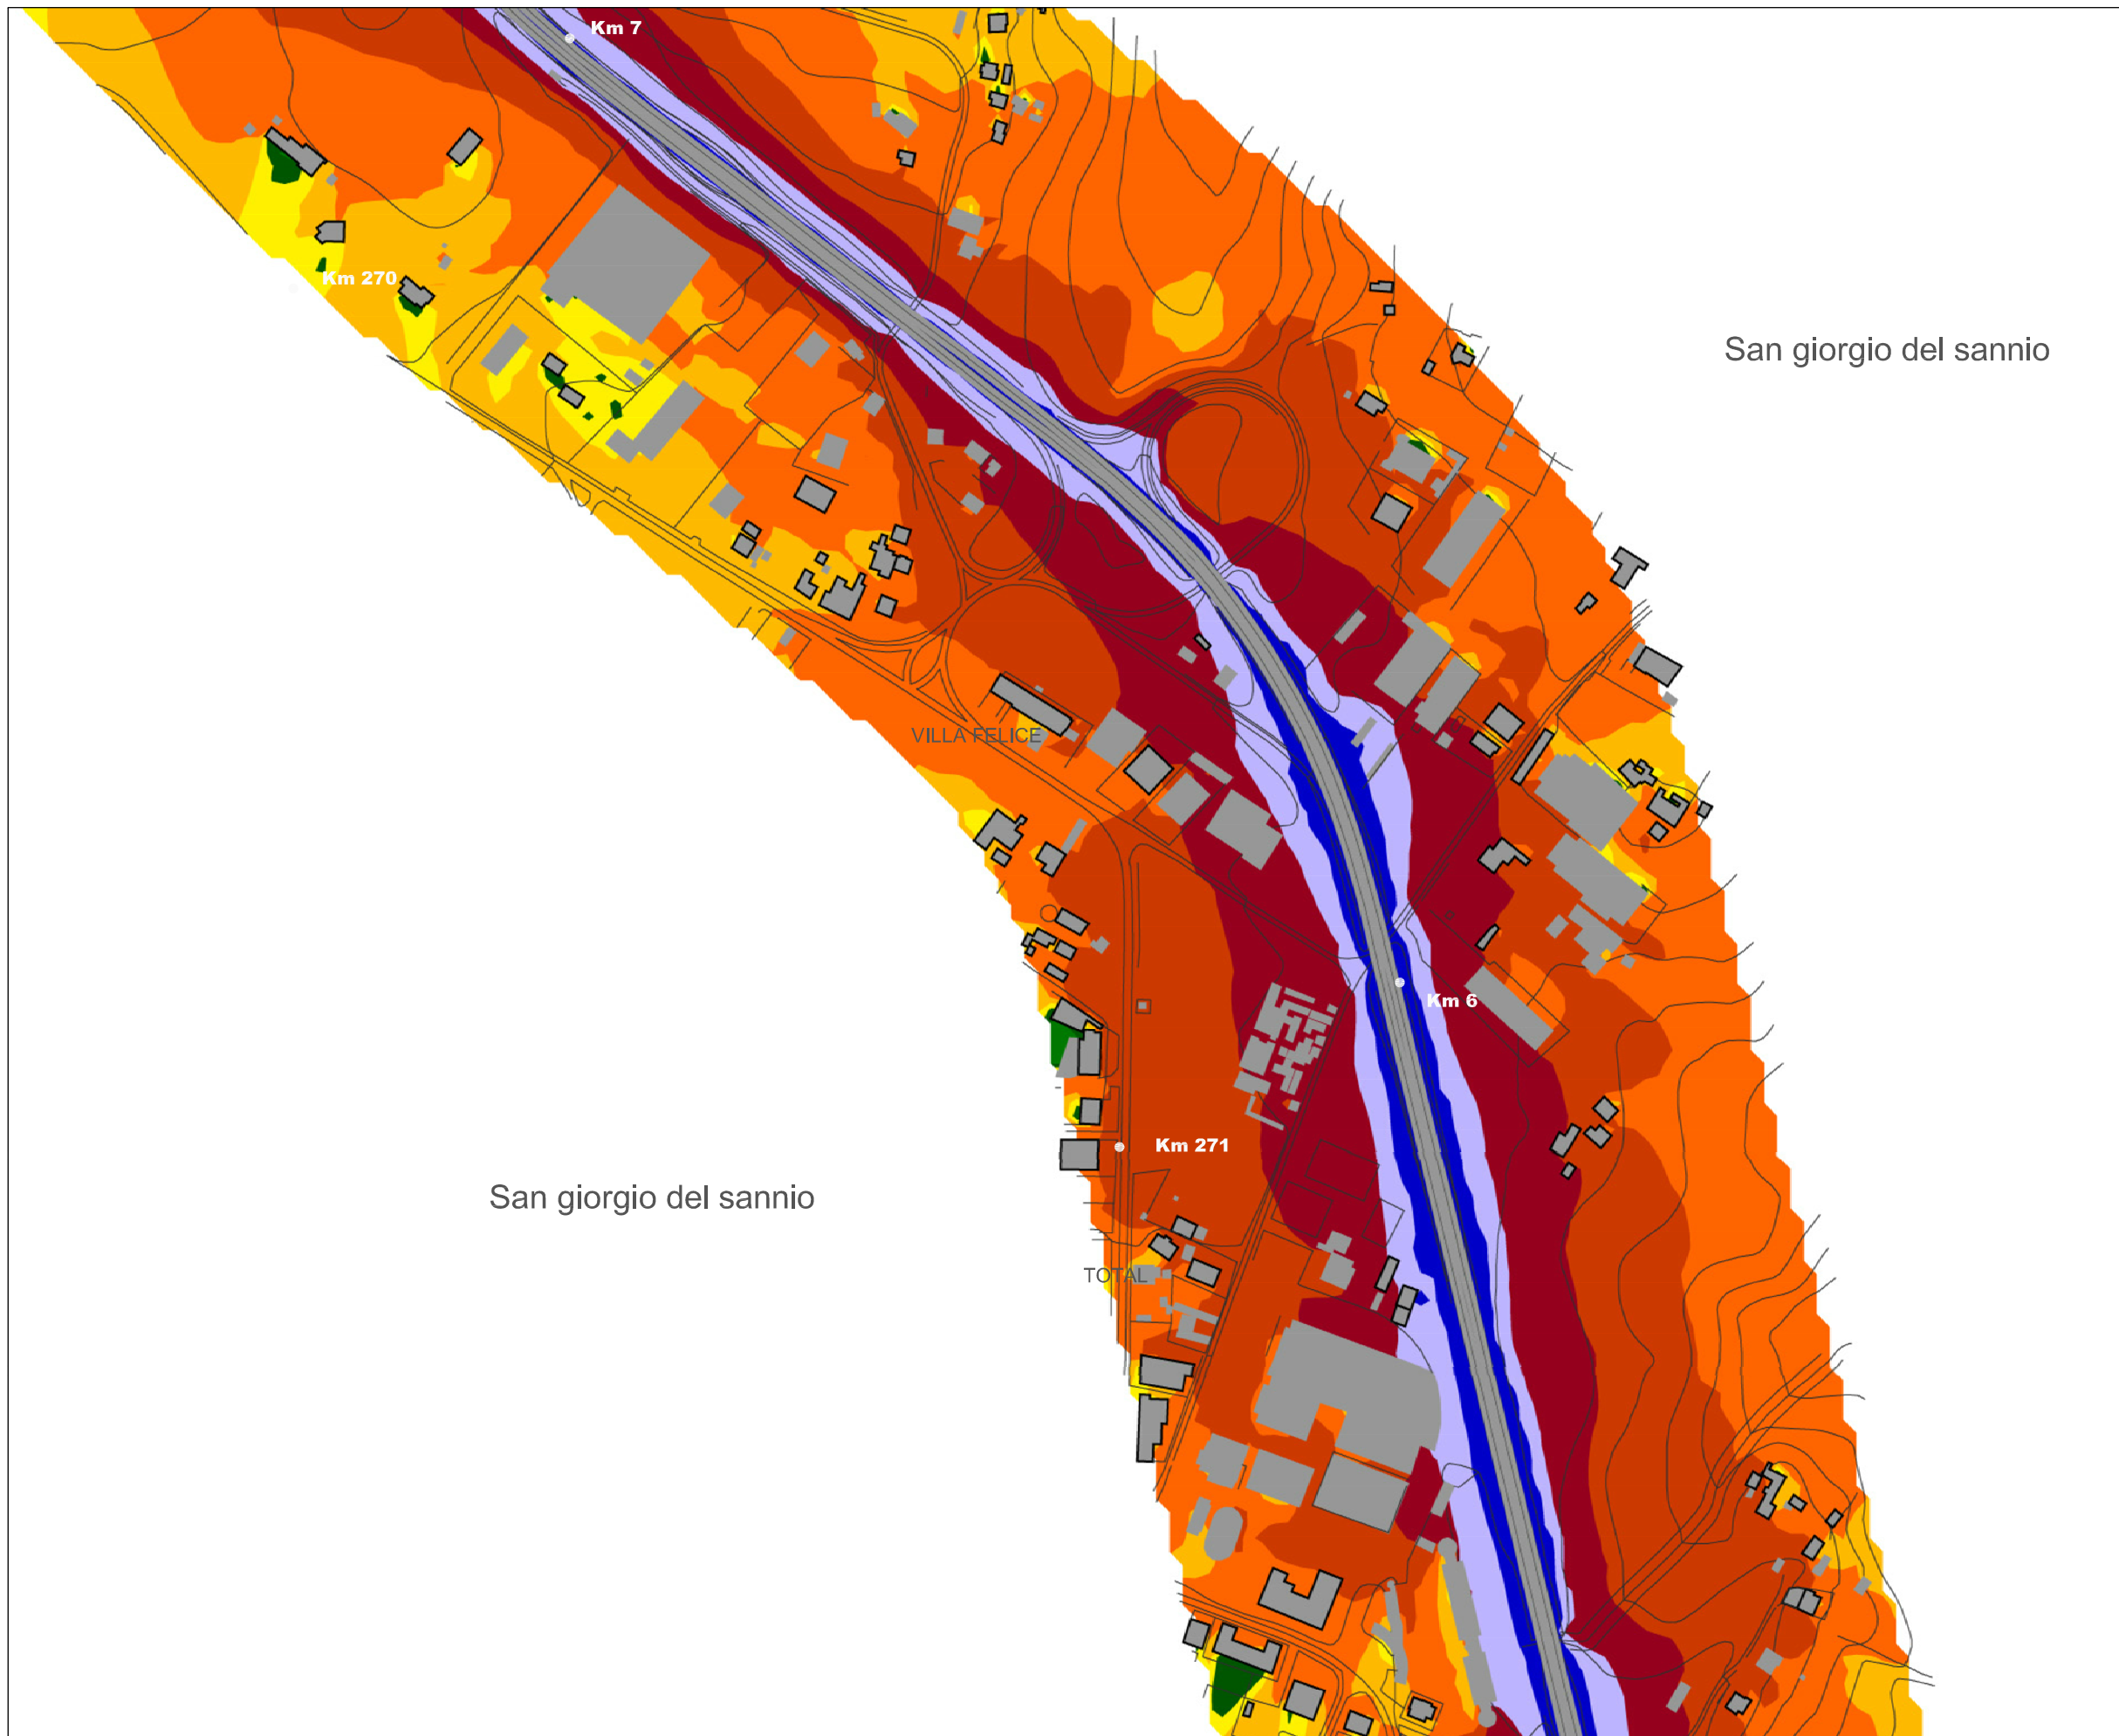 Km 7
Km 270
San giorgio del sannio
VILLA FELICE
Km 6
Km 271
San giorgio del sannio
TOTAL